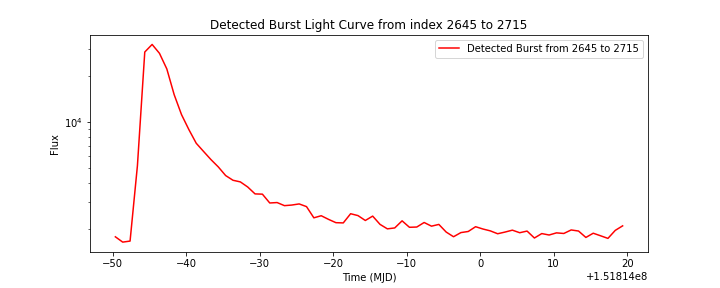 Detected Burst Light Curve from index 2645 to 2715
Detected Burst from 2645 to 2715
10⁴
Flux
−50 −40 −30 −20 −10 0 10 20
Time (MJD)
+1.51814e8